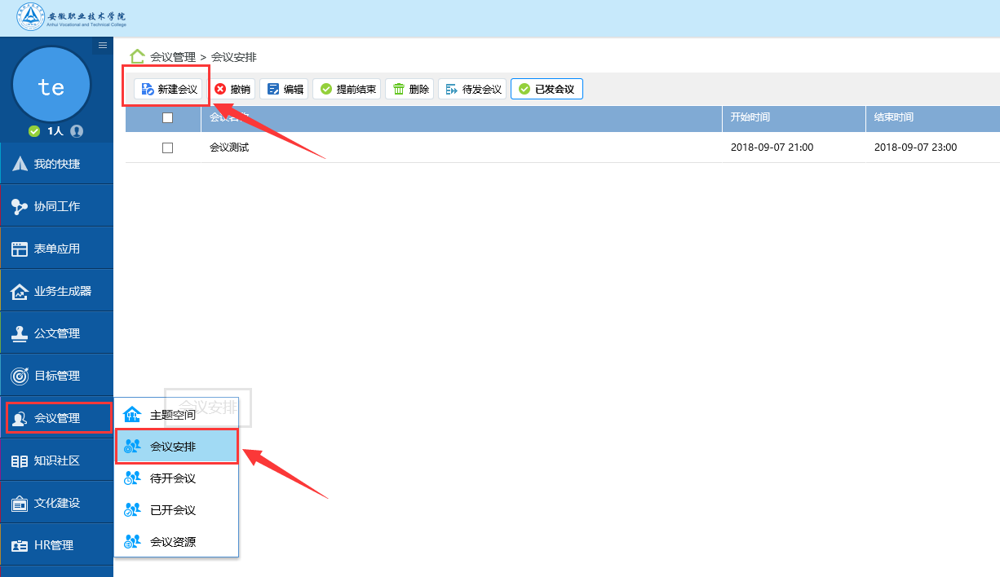 安徽职业技术学院
Anhui Vocational and Technical College
te
1人
会议管理 > 会议安排
新建会议 撤销 编辑 提前结束 删除 待发会议 已发会议
开始时间 结束时间
会议测试 2018-09-07 21:00 2018-09-07 23:00
我的快捷
协同工作
表单应用
业务生成器
公文管理
目标管理
会议管理
知识社区
文化建设
HR管理
会议安排
主题空间
会议安排
待开会议
已开会议
会议资源